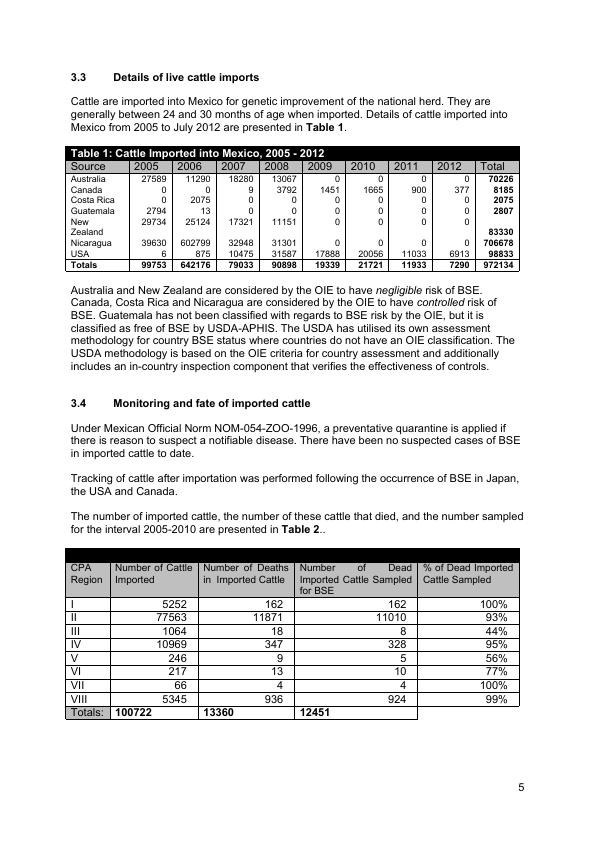 3.3 Details of live cattle imports
Cattle are imported into Mexico for genetic improvement of the national herd. They are
generally between 24 and 30 months of age when imported. Details of cattle imported into
Mexico from 2005 to July 2012 are presented in Table 1.
Table 1: Cattle Imported into Mexico, 2005 - 2012
Source 2005 2006 2007 2008 2009 2010 2011 2012 Total
Australia 27589 11290 18280 13067 0 0 0 0 70226
Canada 0 0 9 3792 1451 1665 900 377 8185
Costa Rica 0 2075 0 0 0 0 0 0 2075
Guatemala 2794 13 0 0 0 0 0 0 2807
New 29734 25124 17321 11151 0 0 0 0
Zealand 83330
Nicaragua 39630 602799 32948 31301 0 0 0 0 706678
USA 6 875 10475 31587 17888 20056 11033 6913 98833
Totals 99753 642176 79033 90898 19339 21721 11933 7290 972134
Australia and New Zealand are considered by the OIE to have negligible risk of BSE.
Canada, Costa Rica and Nicaragua are considered by the OIE to have controlled risk of
BSE. Guatemala has not been classified with regards to BSE risk by the OIE, but it is
classified as free of BSE by USDA-APHIS. The USDA has utilised its own assessment
methodology for country BSE status where countries do not have an OIE classification. The
USDA methodology is based on the OIE criteria for country assessment and additionally
includes an in-country inspection component that verifies the effectiveness of controls.
3.4 Monitoring and fate of imported cattle
Under Mexican Official Norm NOM-054-ZOO-1996, a preventative quarantine is applied if
there is reason to suspect a notifiable disease. There have been no suspected cases of BSE
in imported cattle to date.
Tracking of cattle after importation was performed following the occurrence of BSE in Japan,
the USA and Canada.
The number of imported cattle, the number of these cattle that died, and the number sampled
for the interval 2005-2010 are presented in Table 2..
CPA Number of Cattle Number of Deaths Number of Dead % of Dead Imported
Region Imported in Imported Cattle Imported Cattle Sampled Cattle Sampled
for BSE
I 5252 162 162 100%
II 77563 11871 11010 93%
III 1064 18 8 44%
IV 10969 347 328 95%
V 246 9 5 56%
VI 217 13 10 77%
VII 66 4 4 100%
VIII 5345 936 924 99%
Totals: 100722 13360 12451
5